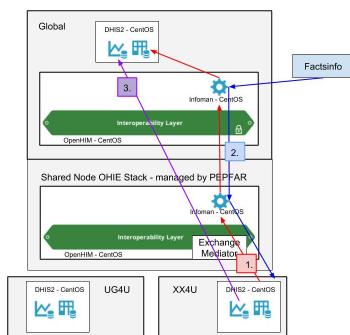 Global
DHIS2 - CentOS
Factsinfo
3.
Infoman - CentOS
Interoperability Layer
OpenHIM - CentOS
2.
Shared Node OHIE Stack - managed by PEPFAR
Infoman - CentOS
Interoperability Layer
Exchange
Mediator
OpenHIM - CentOS
1.
DHIS2 - CentOS
UG4U
XX4U
DHIS2 - CentOS